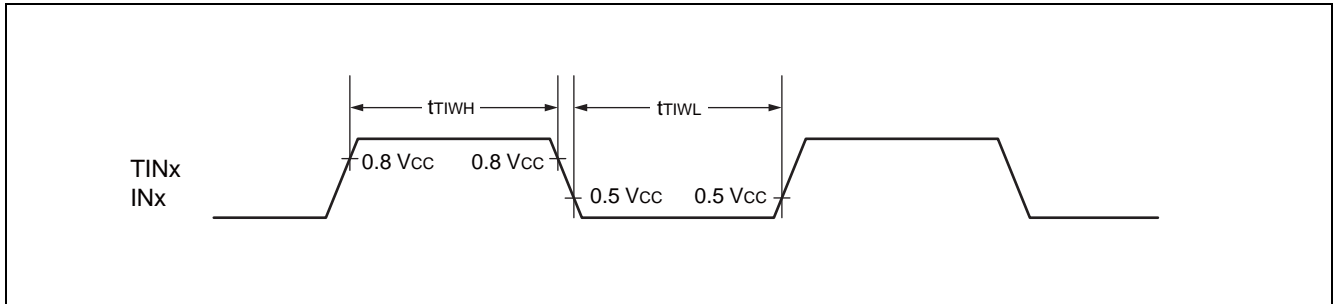 tTIWH
tTIWL
0.8 VCC
0.8 VCC
TINx
INx
0.5 VCC
0.5 VCC